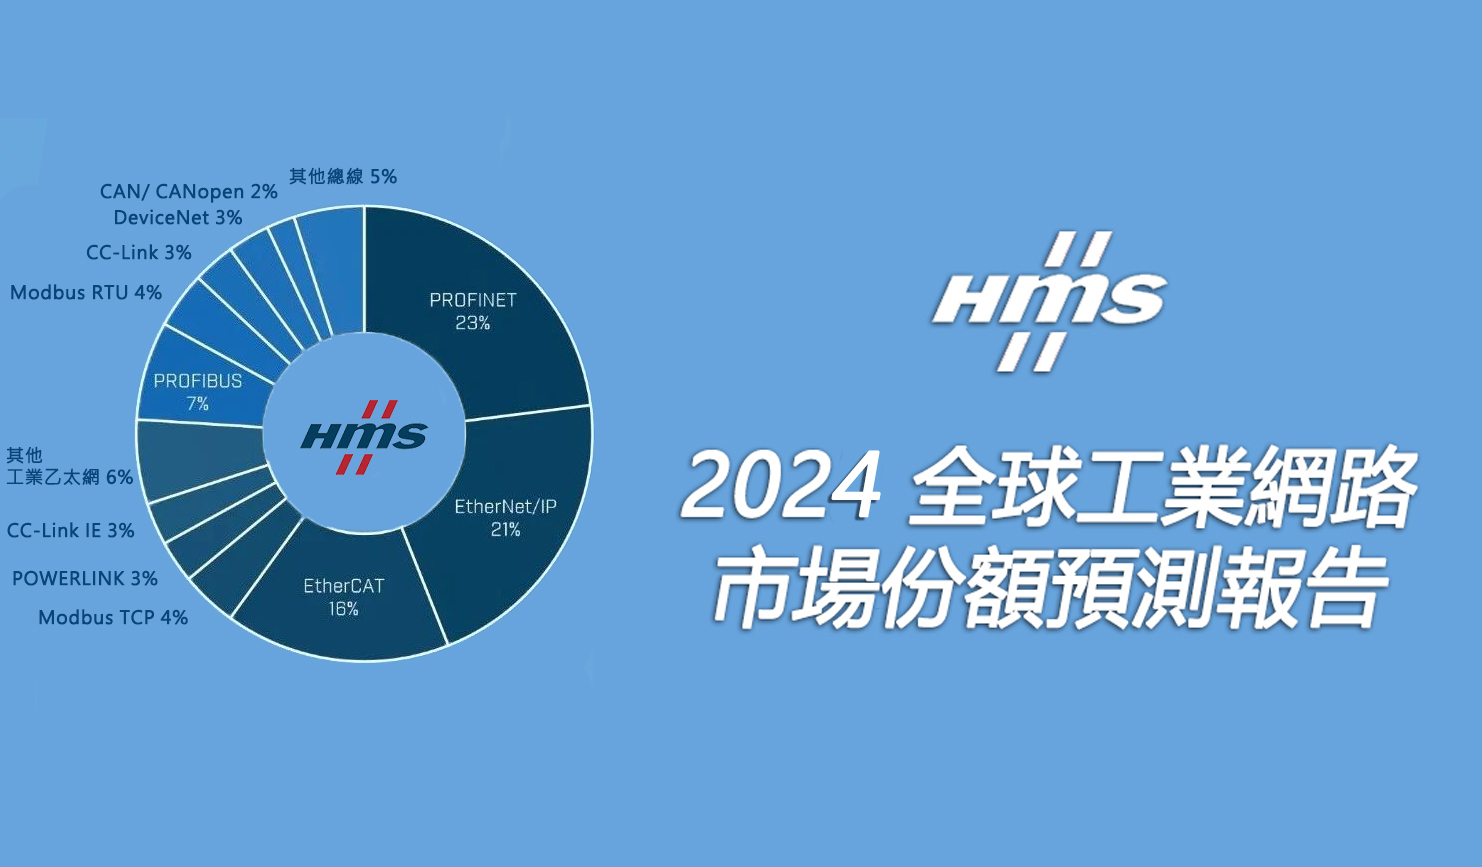 其他總線 5%
CAN/ CANopen 2%
DeviceNet 3%
CC-Link 3%
Modbus RTU 4%
PROFIBUS
7%
其他
工業乙太網 6%
CC-Link IE 3%
POWERLINK 3%
Modbus TCP 4%
PROFINET
23%
EtherNet/IP
21%
EtherCAT
16%
HMS
HMS
2024 全球工業網路
市場份額預測報告